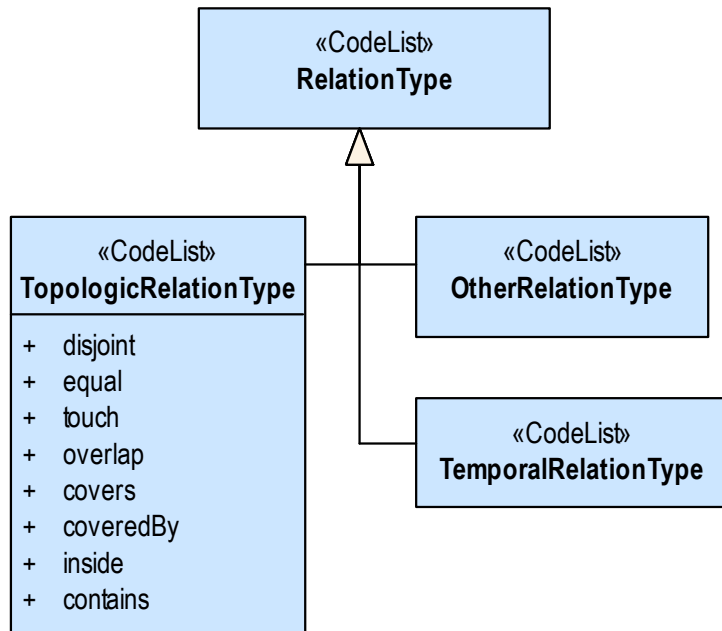 «CodeList»
RelationType
«CodeList»
TopologicRelationType
+ disjoint
+ equal
+ touch
+ overlap
+ covers
+ coveredBy
+ inside
+ contains
«CodeList»
OtherRelationType
«CodeList»
TemporalRelationType